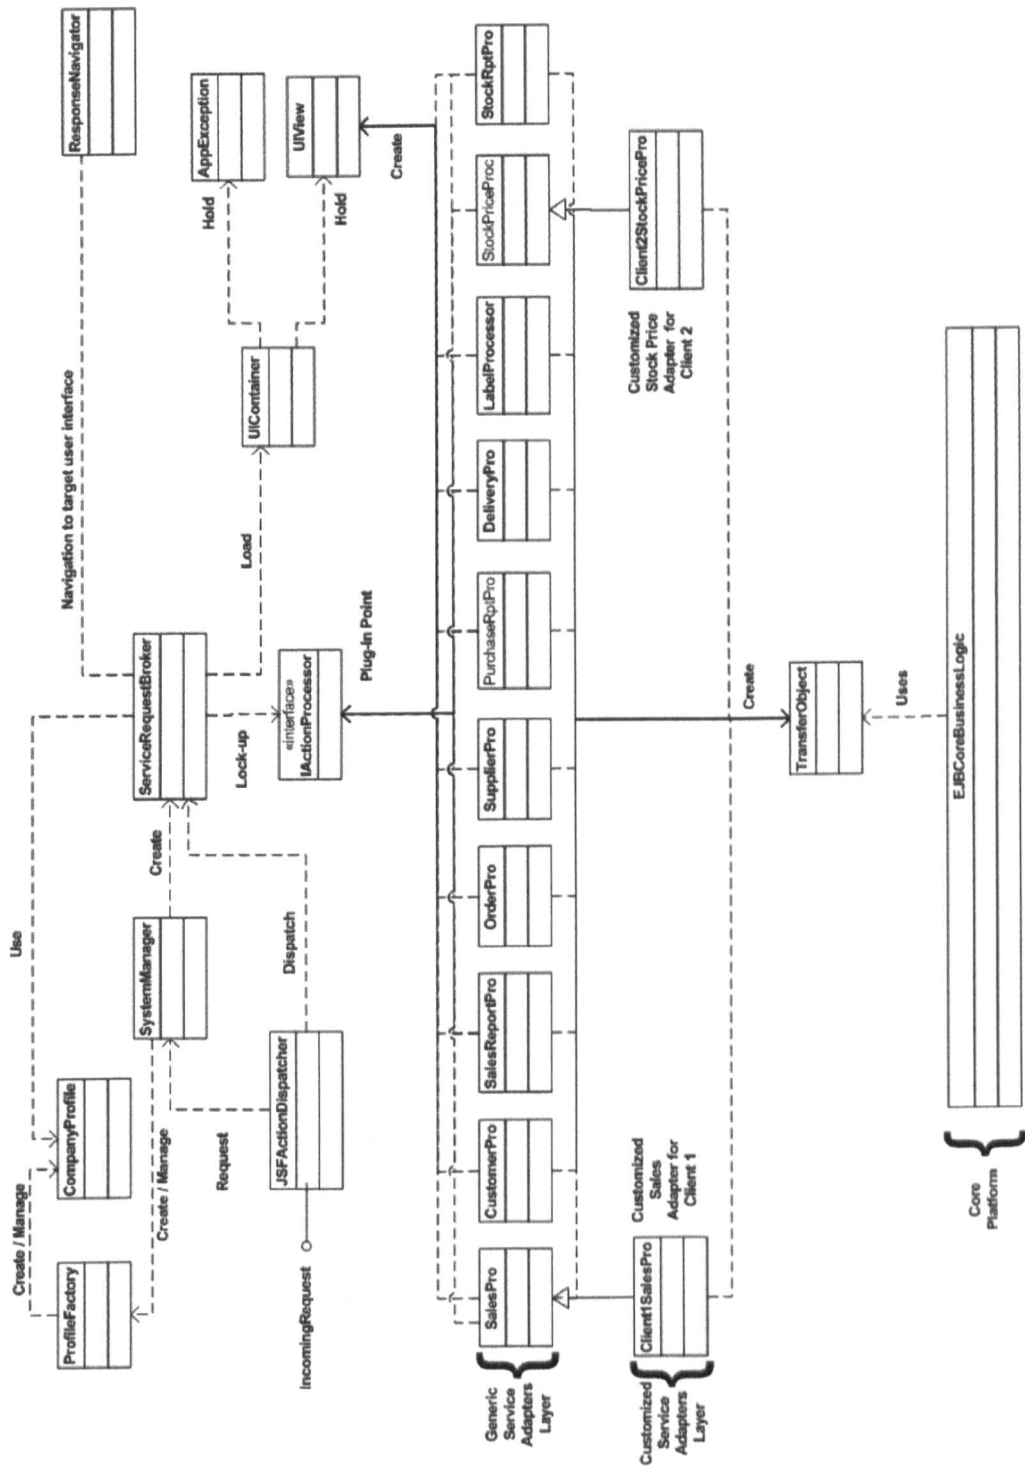 ResponseNavigator
Navigation to target user interface
Use
Create / Manage
ProfileFactory
CompanyProfile
SystemManager
Create
ServiceRequestBroker
AppException
Create / Manage
Request
Dispatch
Lock-up
Load
UIContainer
Hold
Hold
UIView
IncomingRequest
JSFActionDispatcher
«interface»
IActionProcessor
Plug-In Point
Create
Generic
Service
Adapters
Layer
SalesPro
CustomerPro
SalesReportPro
OrderPro
SupplierPro
PurchaseRptPro
DeliveryPro
LabelProcessor
StockPriceProc
StockRptPro
Customized
Service
Adapters
Layer
Client1SalesPro
Customized
Sales
Adapter for
Client 1
Customized
Stock Price
Adapter for
Client 2
Client2StockPricePro
Create
TransferObject
Uses
Core
Platform
EJBCoreBusinessLogic